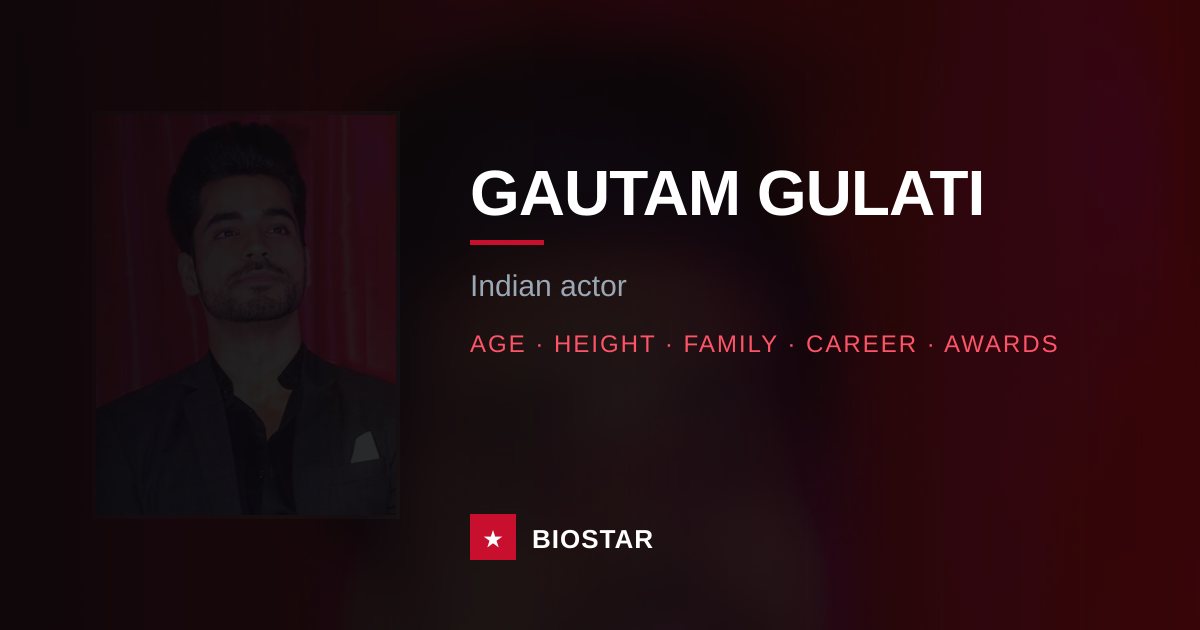 GAUTAM GULATI
Indian actor
AGE · HEIGHT · FAMILY · CAREER · AWARDS
BIOSTAR